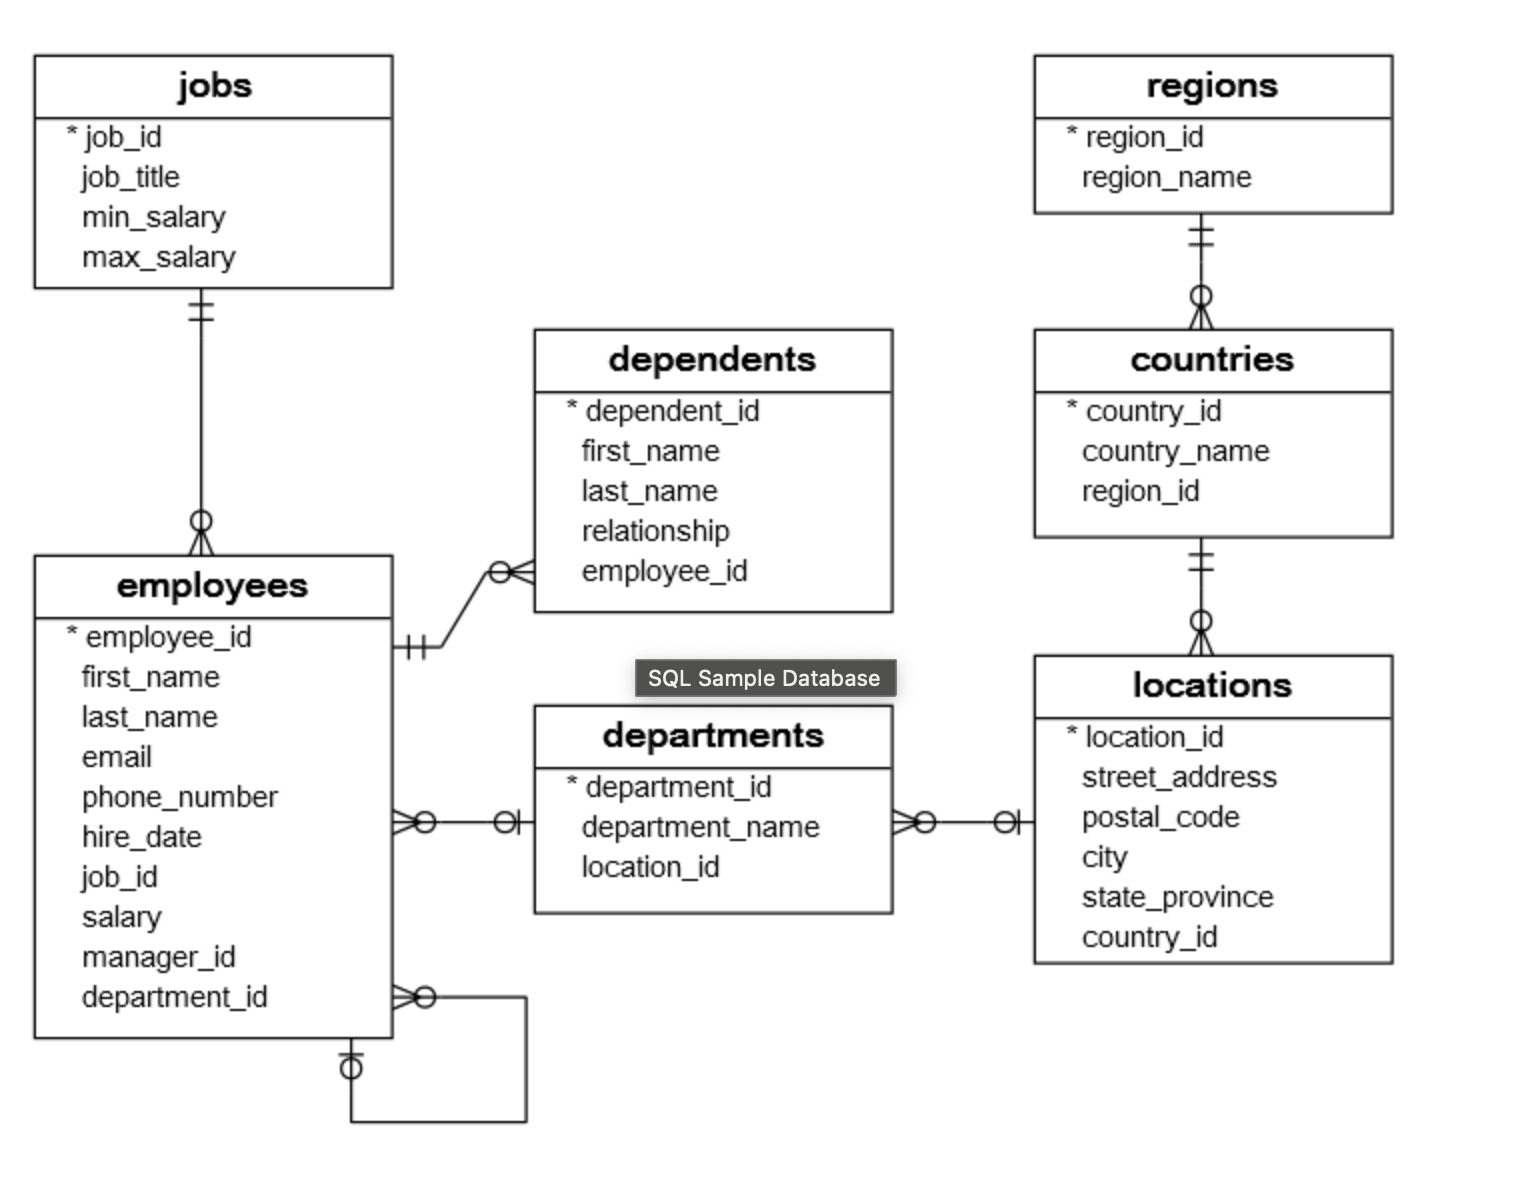 jobs
* job_id
job_title
min_salary
max_salary
regions
* region_id
region_name
dependents
* dependent_id
first_name
last_name
relationship
employee_id
countries
* country_id
country_name
region_id
employees
* employee_id
first_name
last_name
email
phone_number
hire_date
job_id
salary
manager_id
department_id
SQL Sample Database
departments
* department_id
department_name
location_id
locations
* location_id
street_address
postal_code
city
state_province
country_id